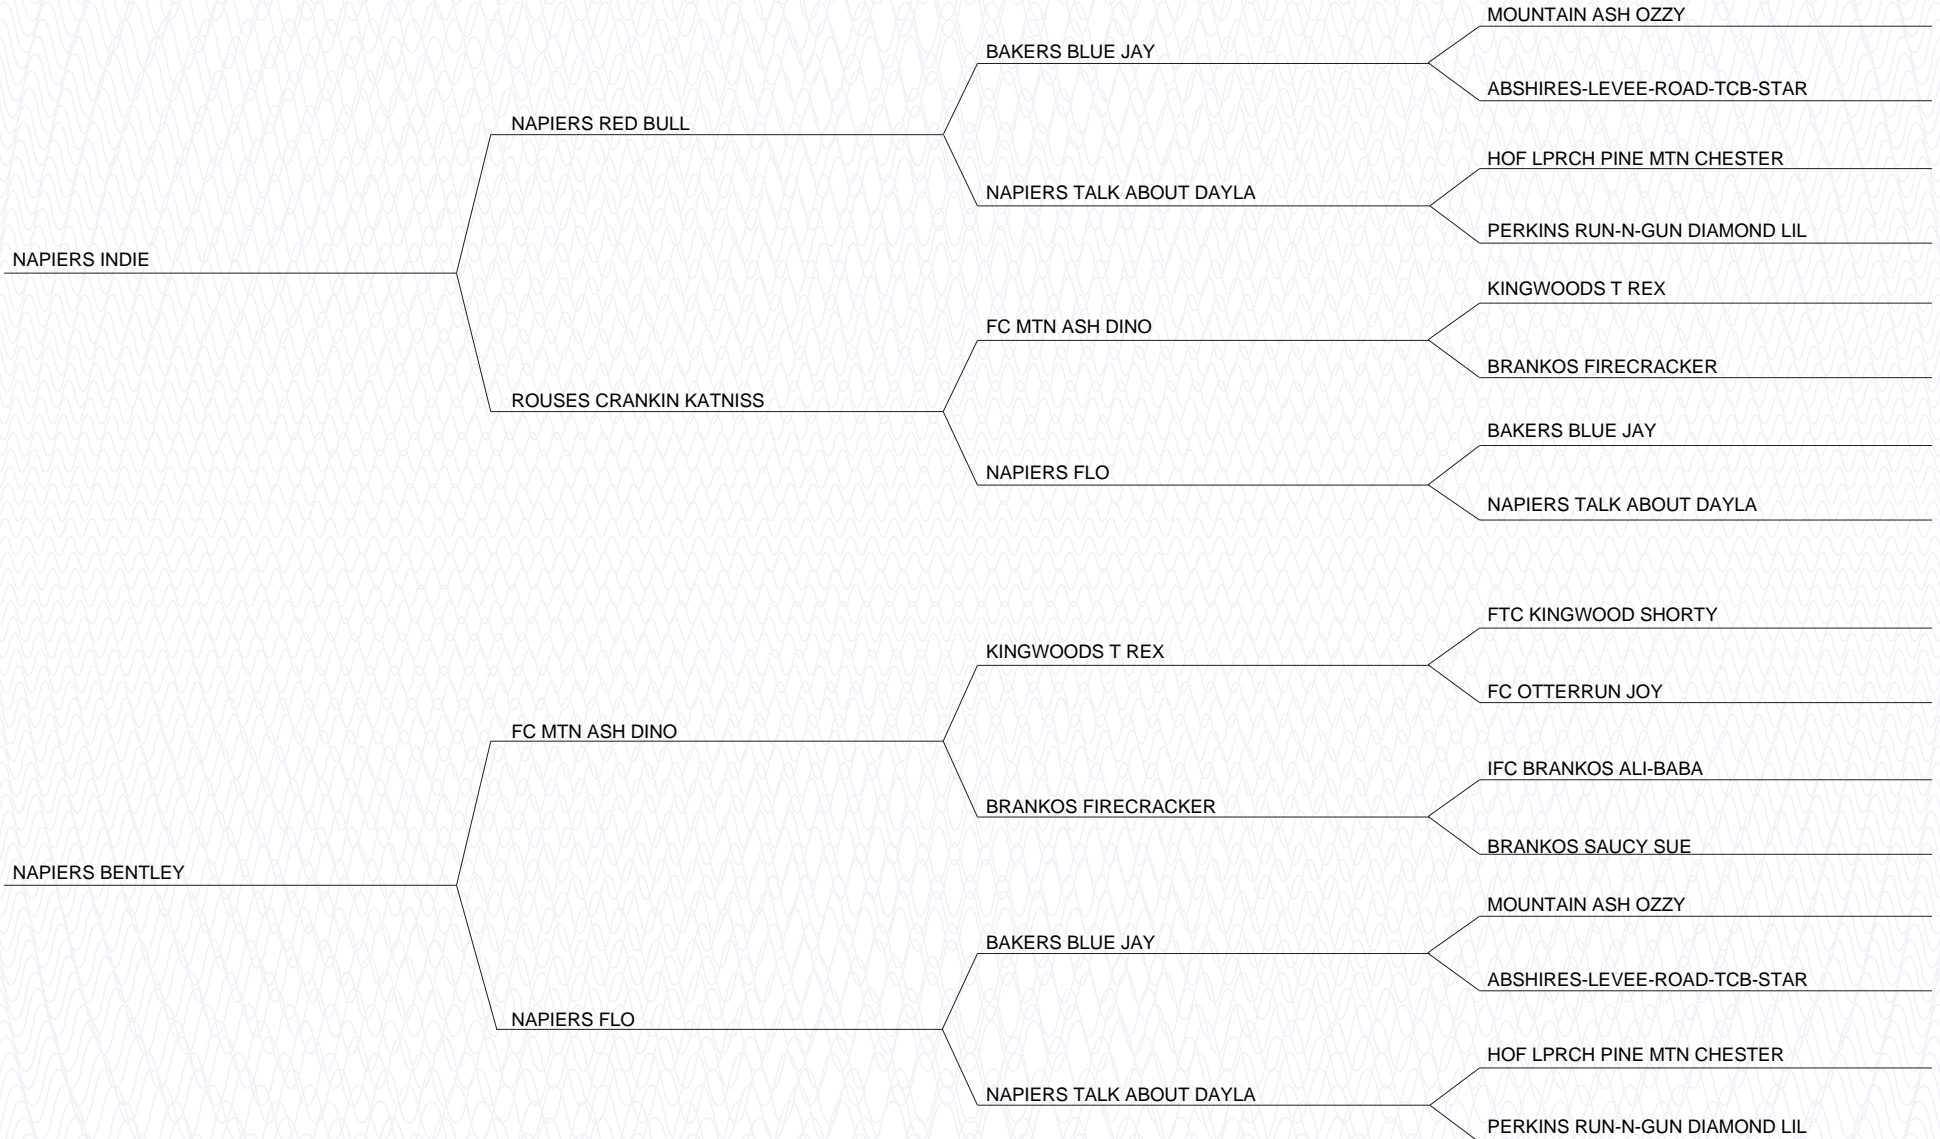 MOUNTAIN ASH OZZY
BAKERS BLUE JAY
ABSHIRES-LEVEE-ROAD-TCB-STAR
NAPIERS RED BULL
HOF LPRCH PINE MTN CHESTER
NAPIERS TALK ABOUT DAYLA
PERKINS RUN-N-GUN DIAMOND LIL
NAPIERS INDIE
KINGWOODS T REX
FC MTN ASH DINO
BRANKOS FIRECRACKER
ROUSES CRANKIN KATNISS
BAKERS BLUE JAY
NAPIERS FLO
NAPIERS TALK ABOUT DAYLA
FTC KINGWOOD SHORTY
KINGWOODS T REX
FC OTTERRUN JOY
FC MTN ASH DINO
IFC BRANKOS ALI-BABA
BRANKOS FIRECRACKER
BRANKOS SAUCY SUE
NAPIERS BENTLEY
MOUNTAIN ASH OZZY
BAKERS BLUE JAY
ABSHIRES-LEVEE-ROAD-TCB-STAR
NAPIERS FLO
HOF LPRCH PINE MTN CHESTER
NAPIERS TALK ABOUT DAYLA
PERKINS RUN-N-GUN DIAMOND LIL